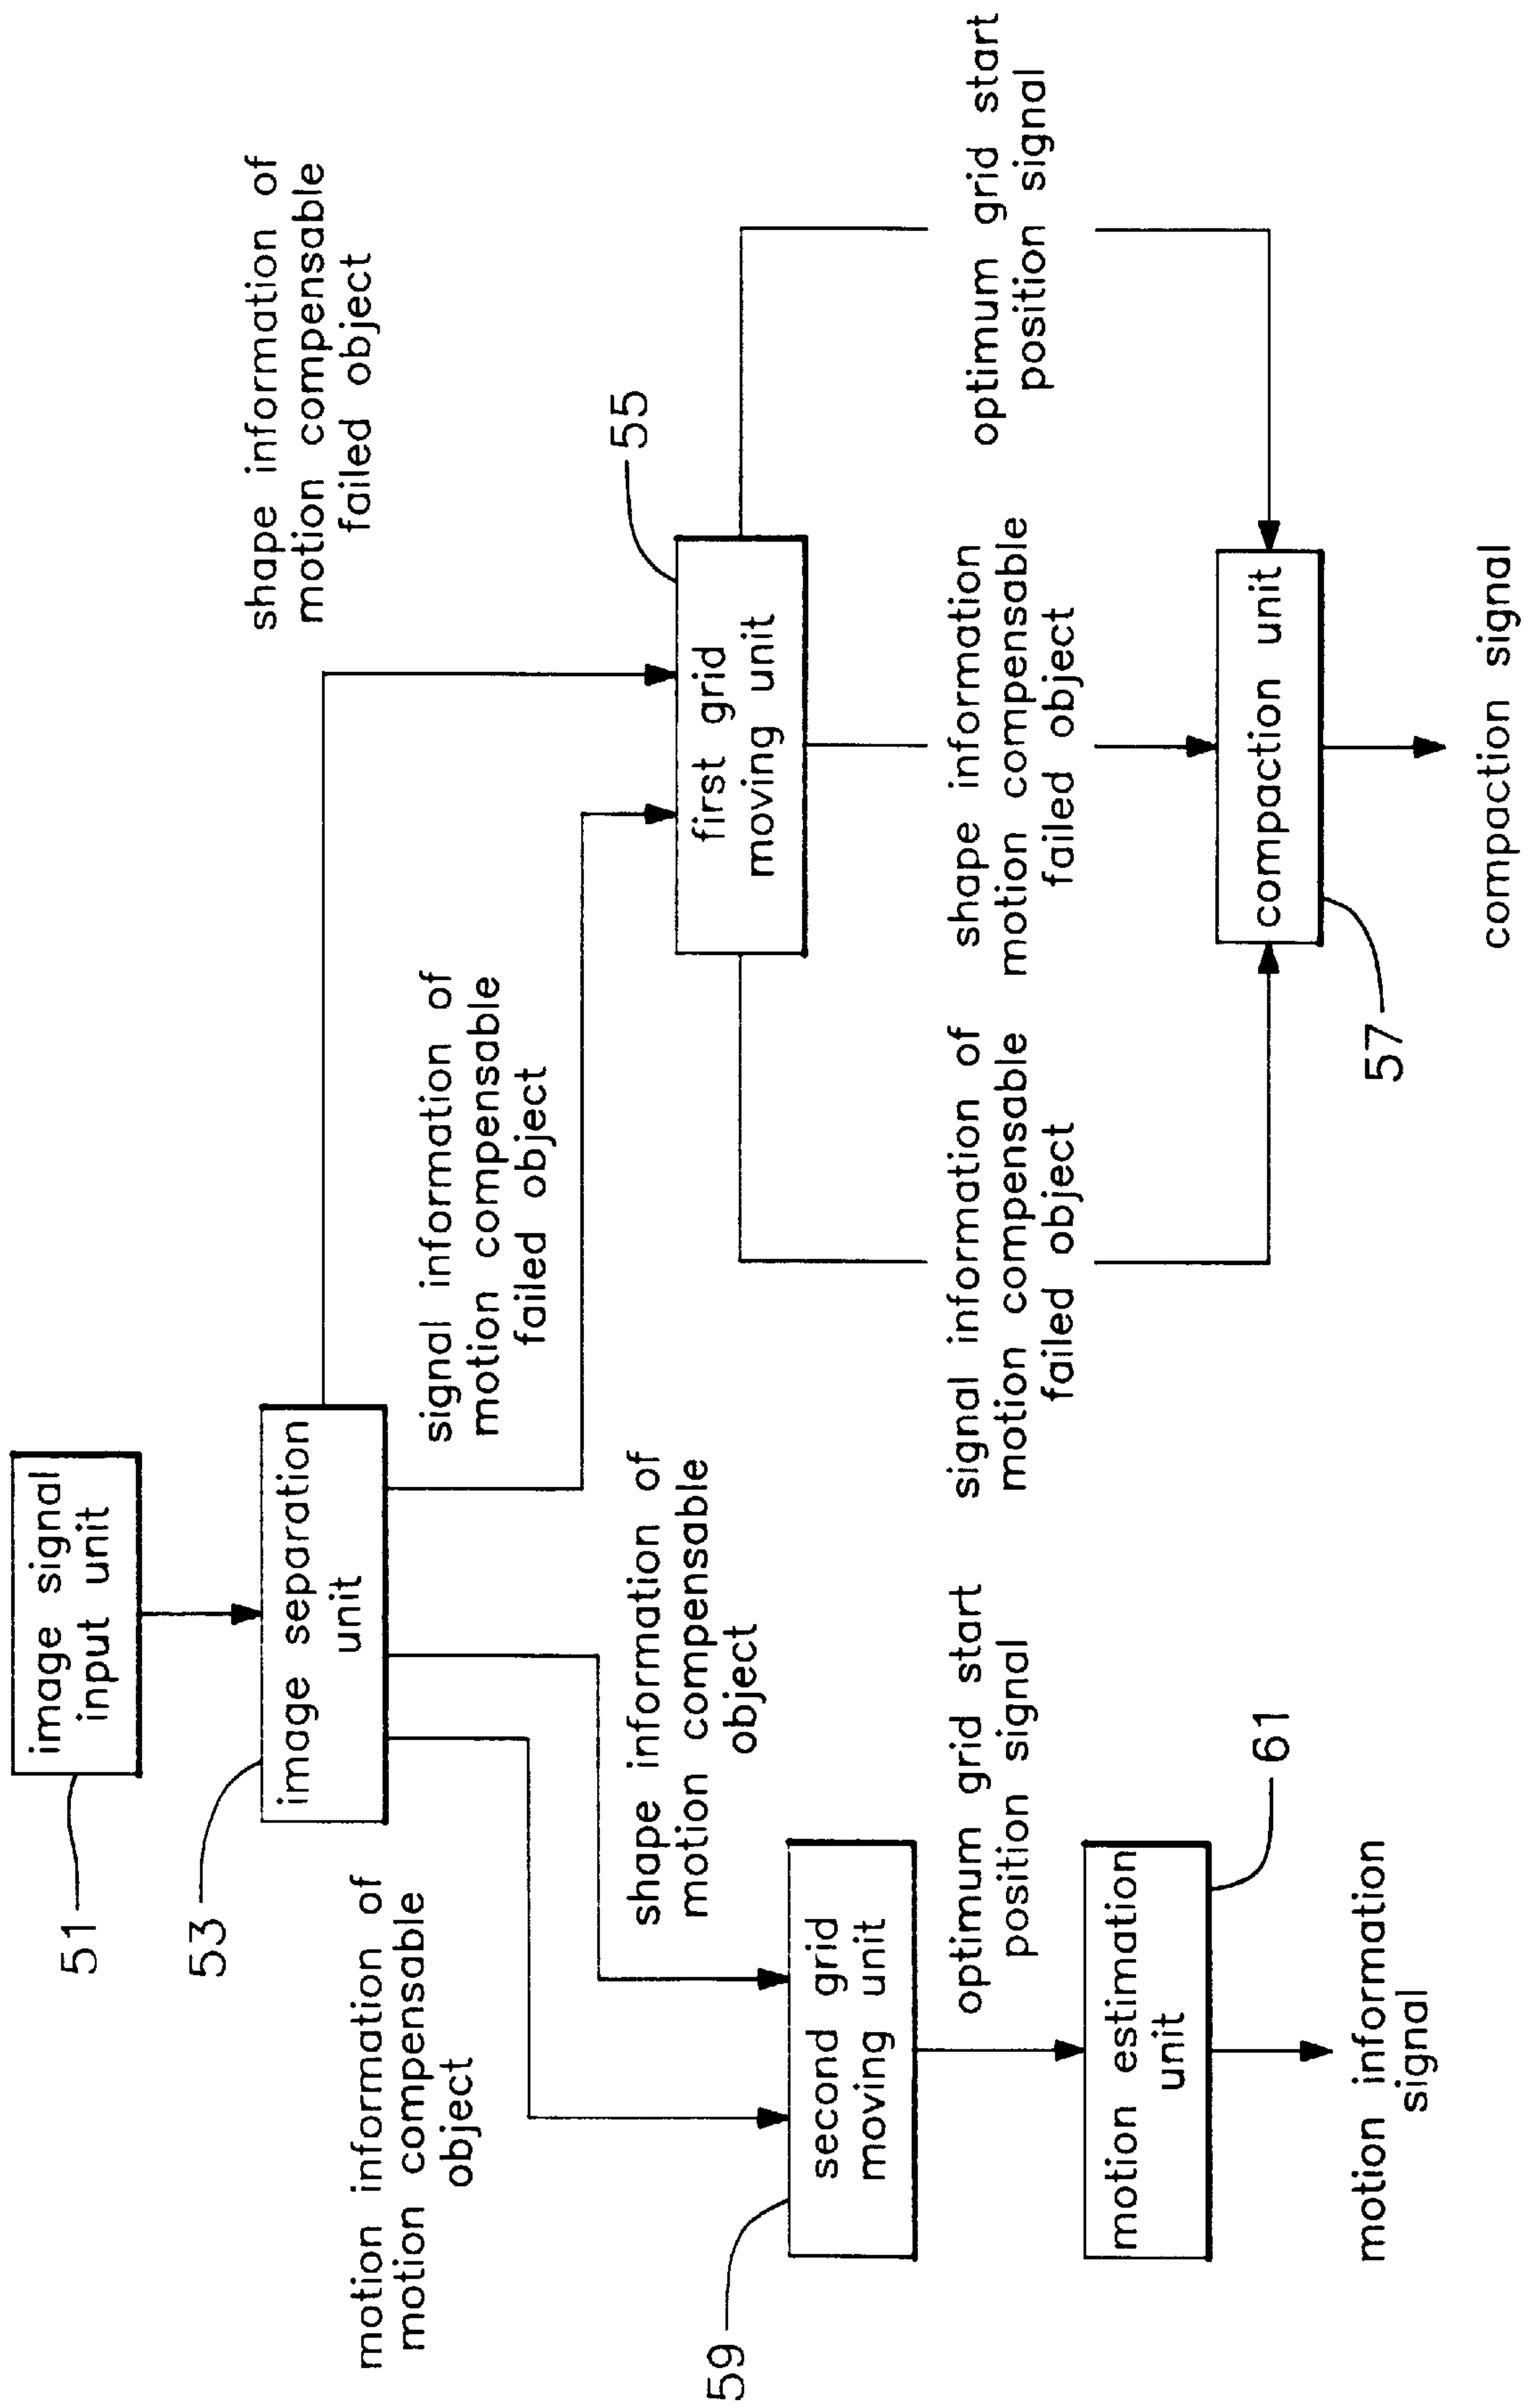 image signal
input unit
51
image separation
unit
53
shape information of
motion compensable
failed object
signal information of
motion compensable
failed object
motion information of
motion compensable
object
shape information of
motion compensable
object
first grid
moving unit
55
second grid
moving unit
59
signal information of
motion compensable
failed object
shape information
motion compensable
failed object
optimum grid start
position signal
optimum grid start
position signal
motion estimation
unit
61
compaction unit
57
motion information
signal
compaction signal